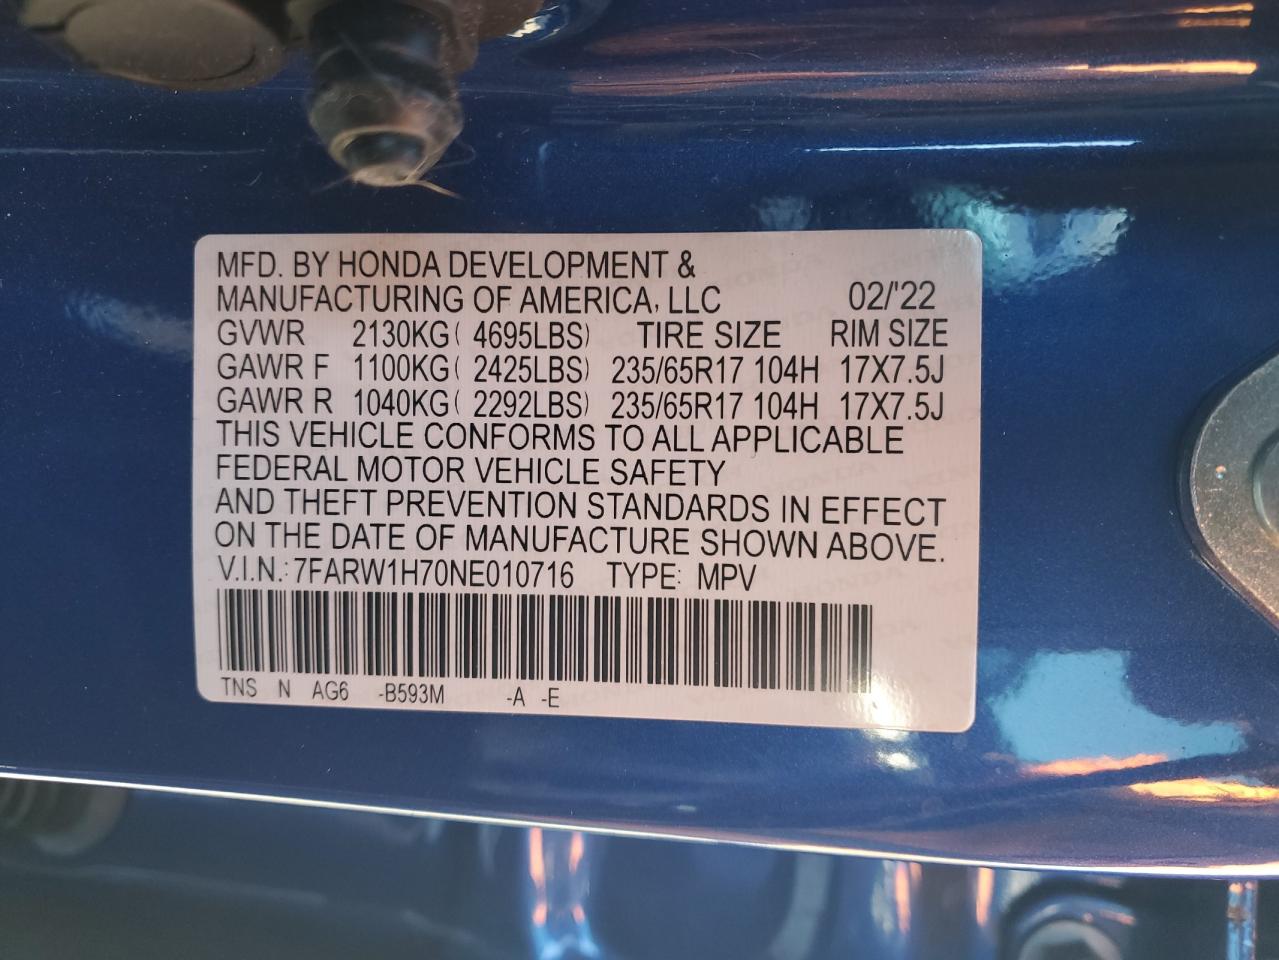 MFD. BY HONDA DEVELOPMENT &
MANUFACTURING OF AMERICA, LLC 02/'22
GVWR 2130KG( 4695LBS) TIRE SIZE RIM SIZE
GAWR F 1100KG( 2425LBS) 235/65R17 104H 17X7.5J
GAWR R 1040KG( 2292LBS) 235/65R17 104H 17X7.5J
THIS VEHICLE CONFORMS TO ALL APPLICABLE
FEDERAL MOTOR VEHICLE SAFETY
AND THEFT PREVENTION STANDARDS IN EFFECT
ON THE DATE OF MANUFACTURE SHOWN ABOVE.
V.I.N.: 7FARW1H70NE010716 TYPE: MPV
TNS N AG6 -B593M -A -E